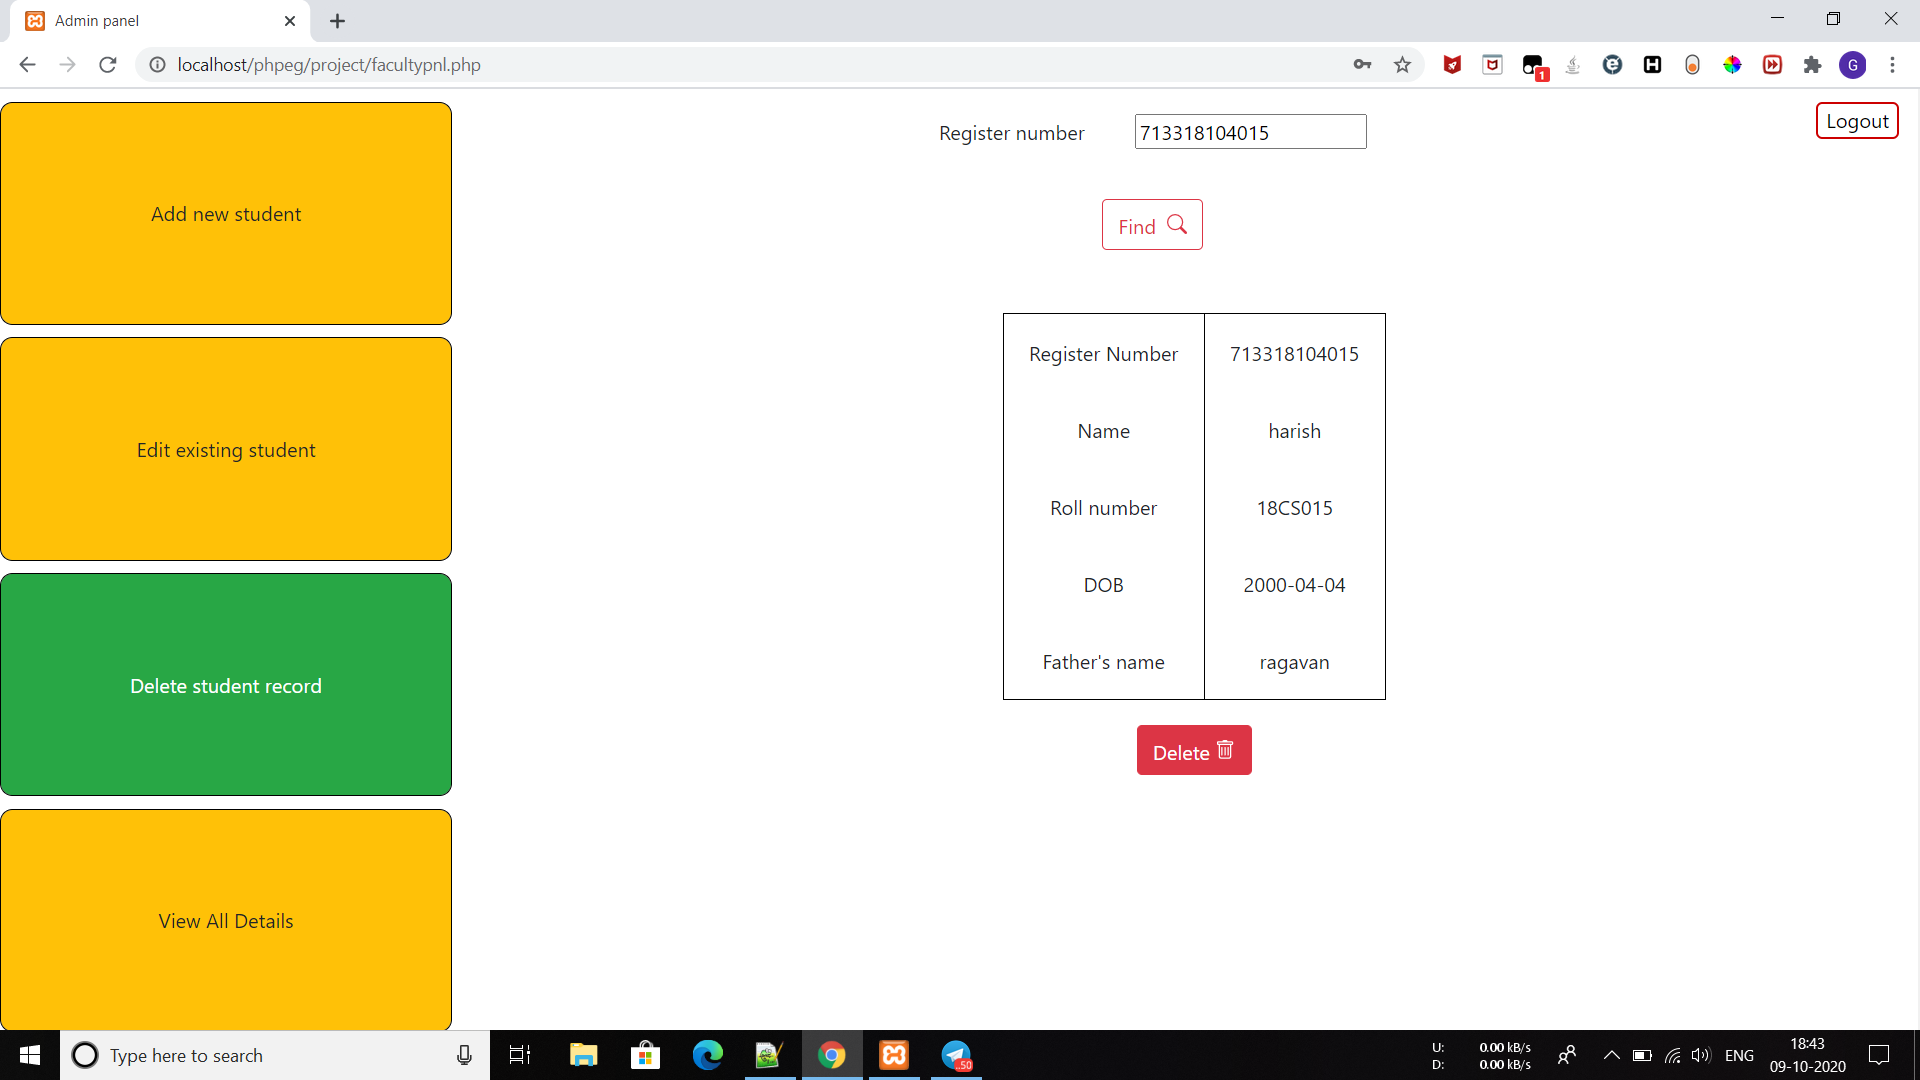 Admin panel
localhost/phpeg/project/facultypnl.php
1
G
Add new student
Edit existing student
Delete student record
View All Details
Register number 713318104015
Logout
Find
Register Number 713318104015
Name harish
Roll number 18CS015
DOB 2000-04-04
Father's name ragavan
Delete
Type here to search
50
U: 0.00 kB/s
D: 0.00 kB/s
ENG
18:43
09-10-2020